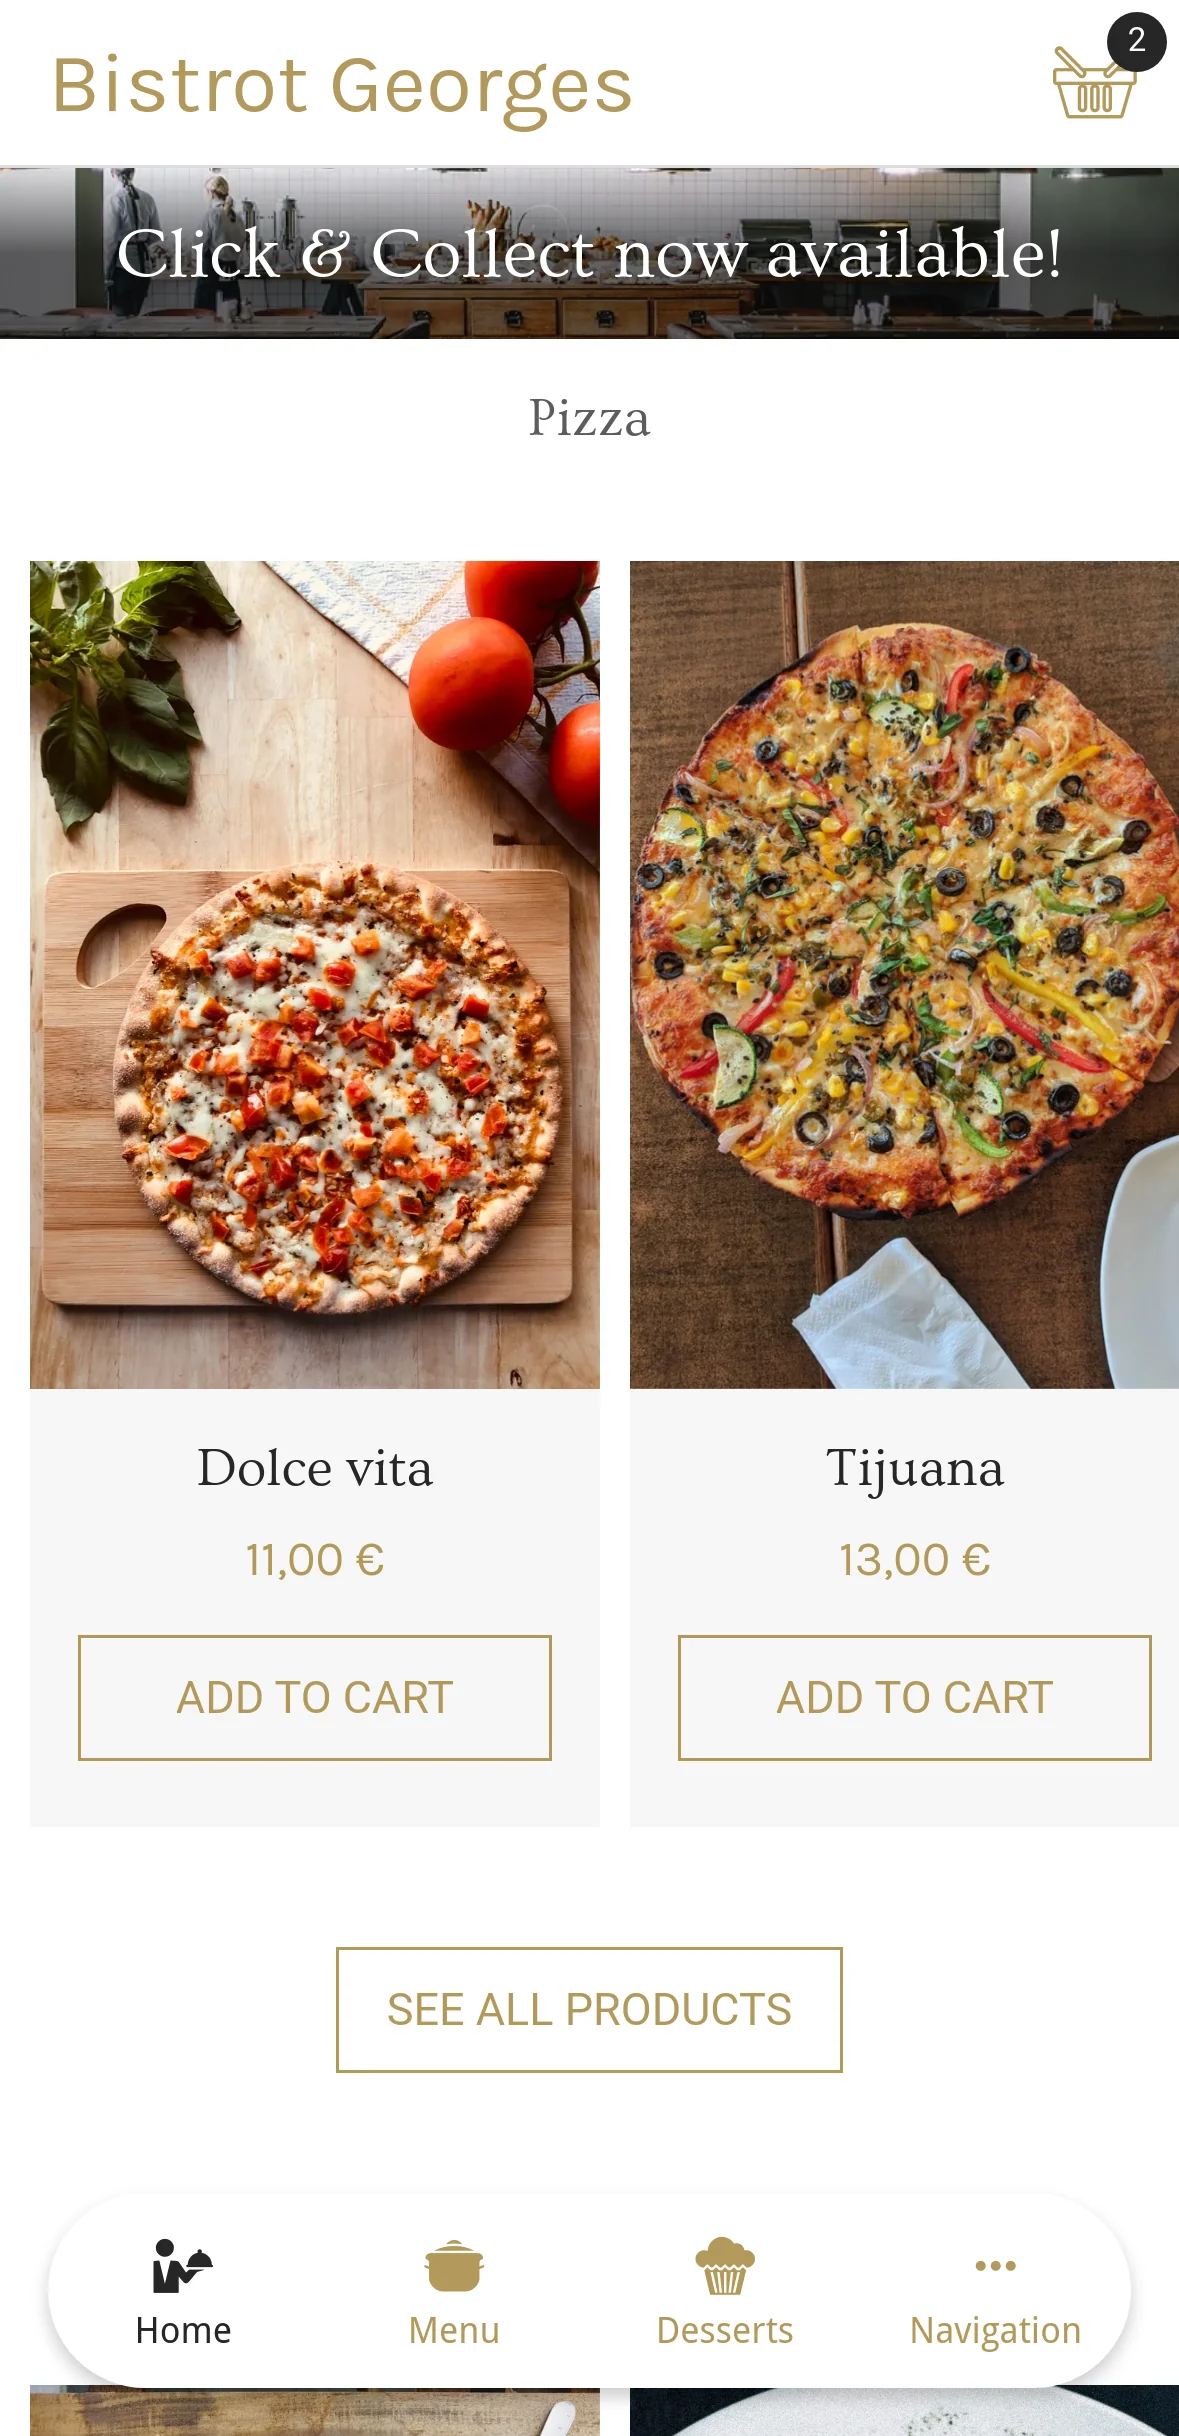 Bistrot Georges
2
Click & Collect now available!
Pizza
Dolce vita
11,00 €
ADD TO CART
Tijuana
13,00 €
ADD TO CART
SEE ALL PRODUCTS
Home
Menu
Desserts
Navigation